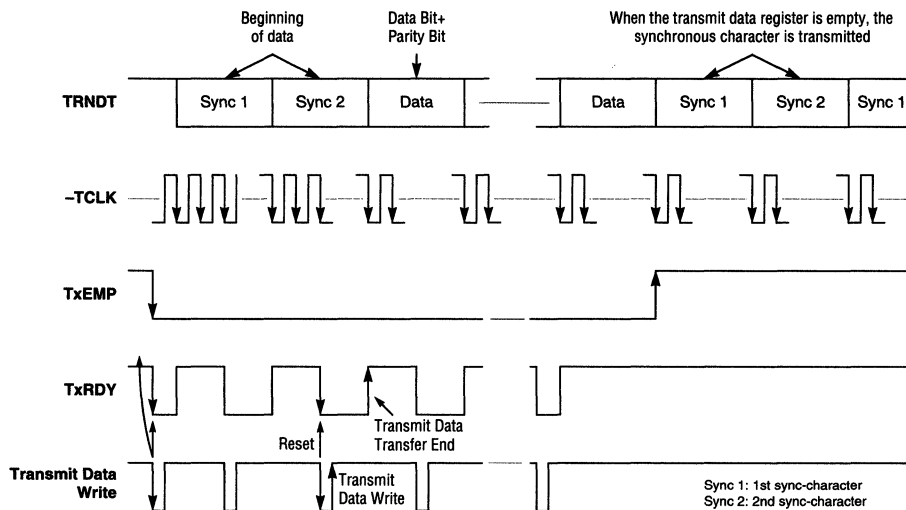 Beginning
of data
Data Bit+
Parity Bit
When the transmit data register is empty, the
synchronous character is transmitted
TRNDT
Sync 1
Sync 2
Data
Data
Sync 1
Sync 2
Sync 1
–TCLK
TxEMP
TxRDY
Reset
Transmit Data
Transfer End
Transmit Data
Write
Transmit
Data Write
Sync 1: 1st sync-character
Sync 2: 2nd sync-character